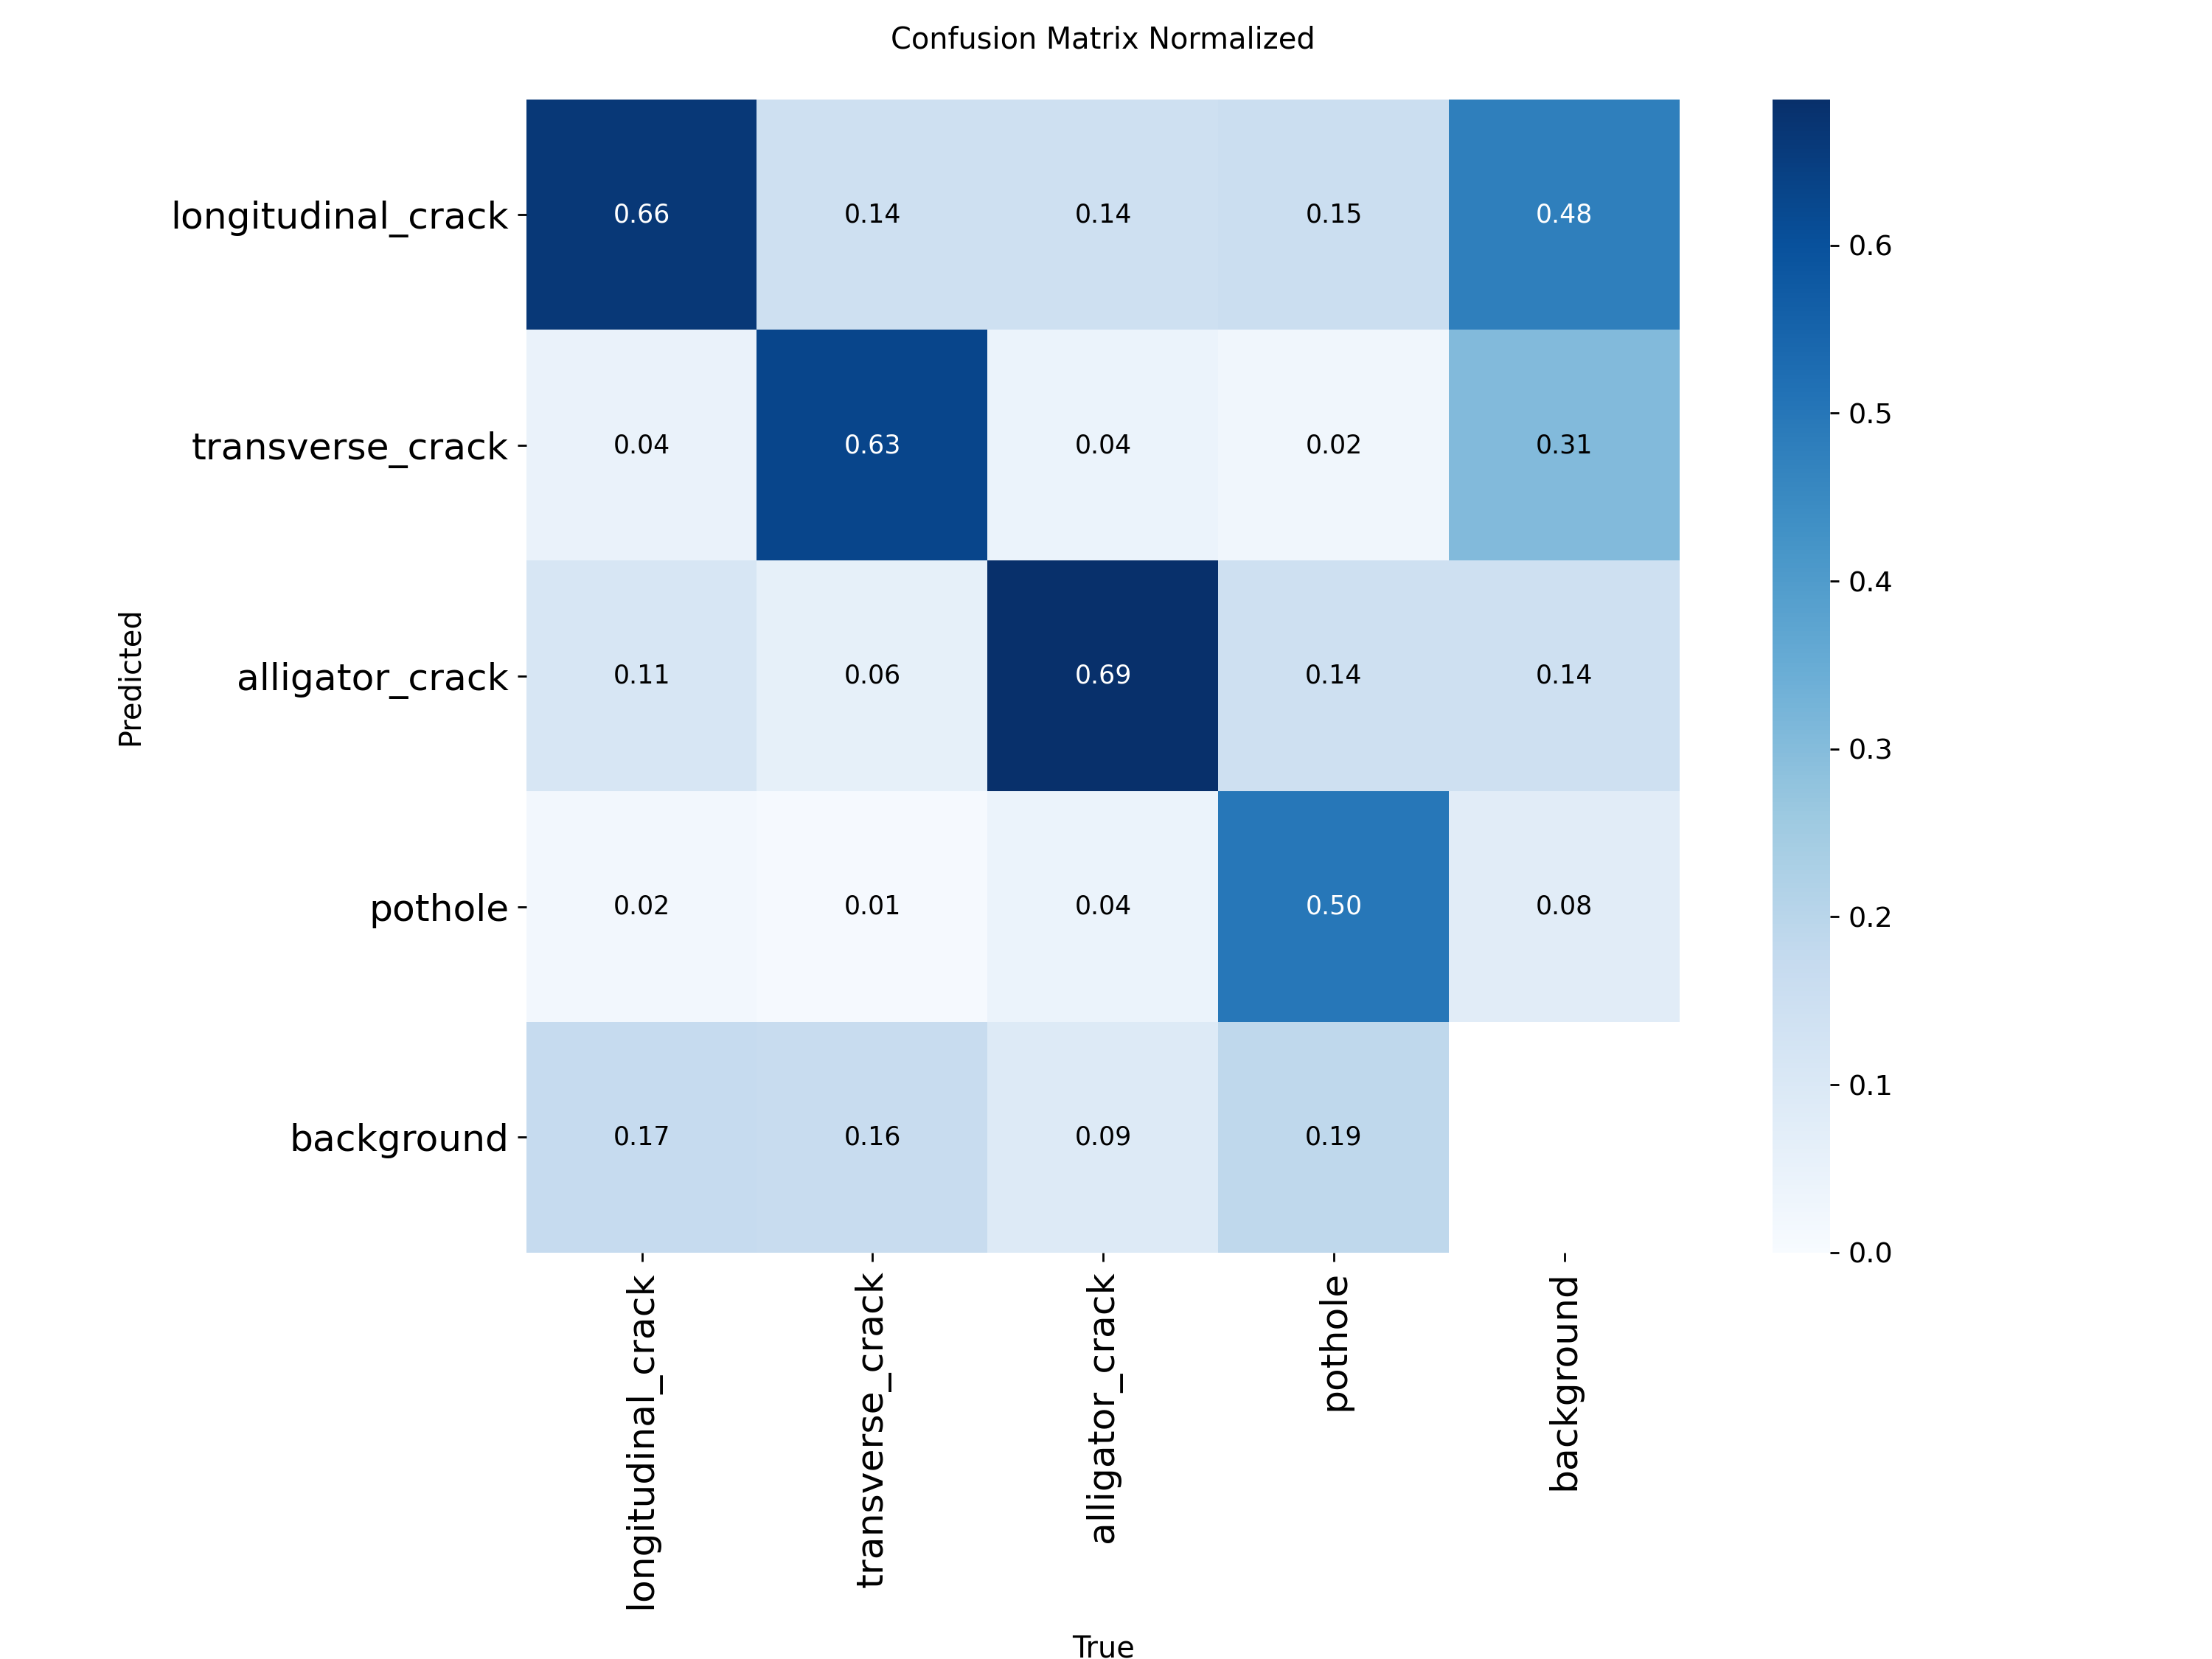 Confusion Matrix Normalized
longitudinal_crack
0.66 0.14 0.14 0.15 0.48
transverse_crack
0.04 0.63 0.04 0.02 0.31
alligator_crack
0.11 0.06 0.69 0.14 0.14
pothole
0.02 0.01 0.04 0.50 0.08
background
0.17 0.16 0.09 0.19
Predicted
longitudinal_crack
transverse_crack
alligator_crack
pothole
background
True
0.6
0.5
0.4
0.3
0.2
0.1
0.0